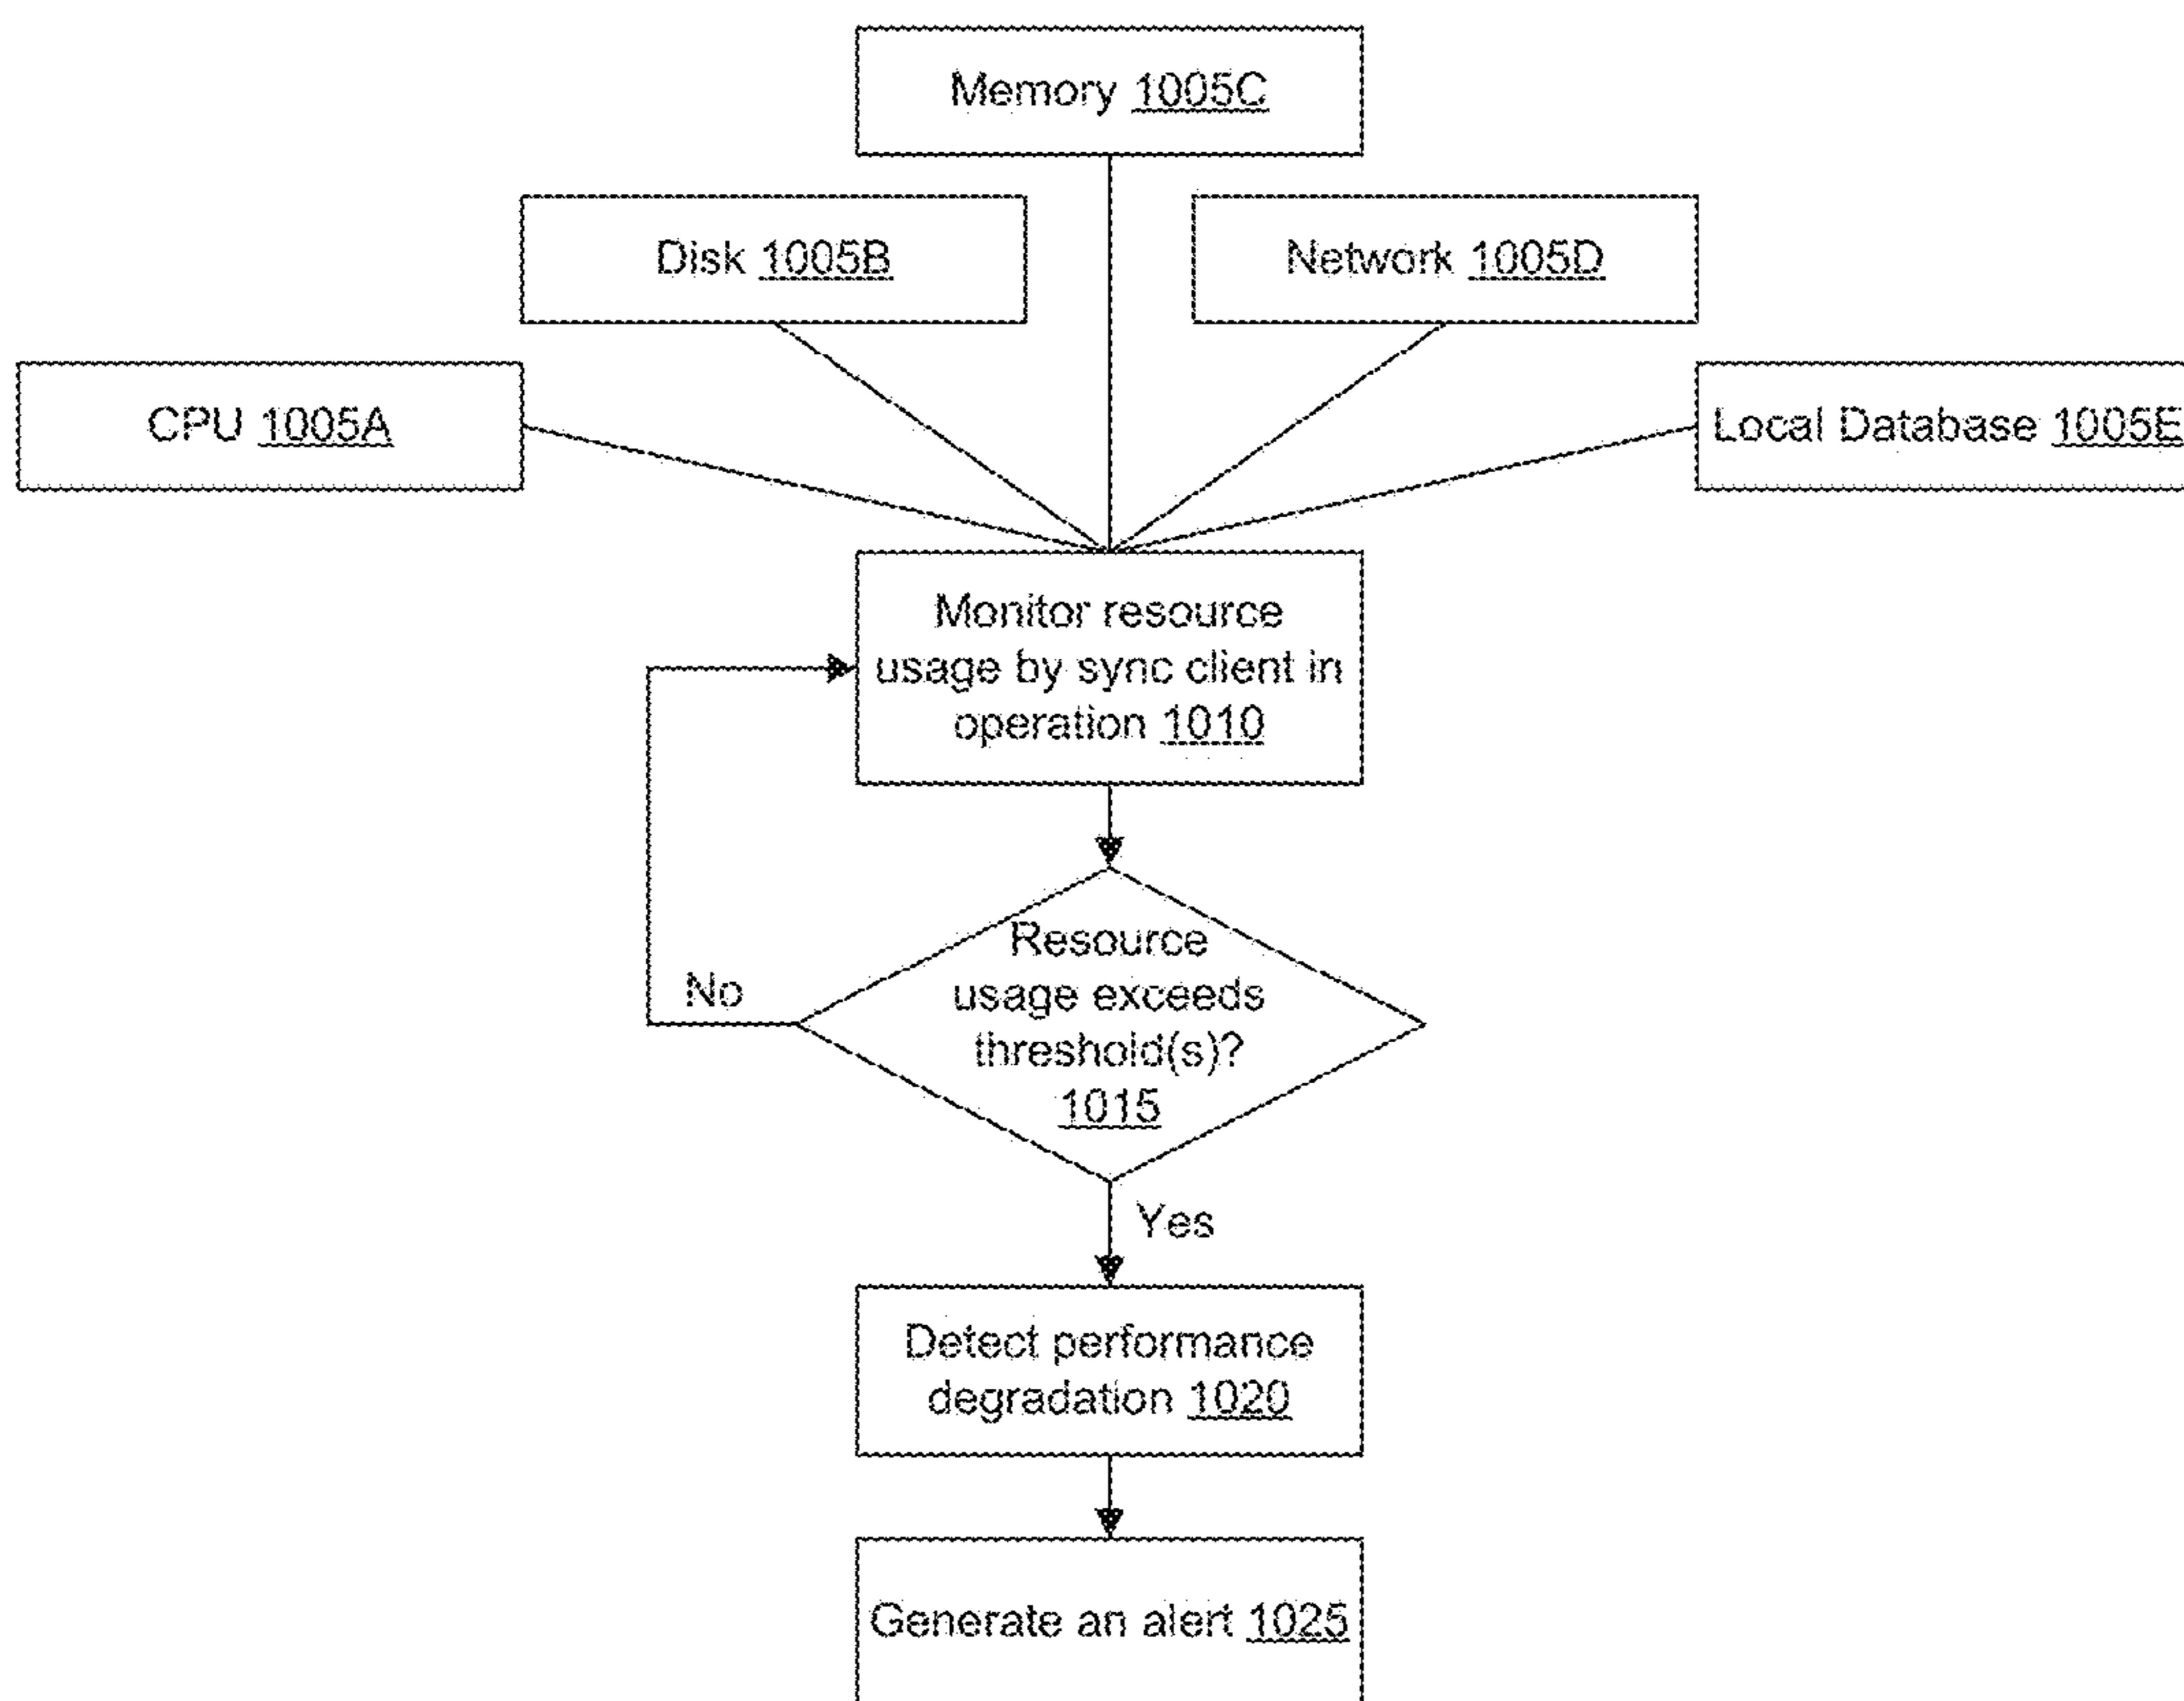 Memory 1005C
Disk 1005B
Network 1005D
CPU 1005A
Local Database 1005E
Monitor resource
usage by sync client in
operation 1010
Resource
usage exceeds
threshold(s)?
1015
No
Yes
Detect performance
degradation 1020
Generate an alert 1025